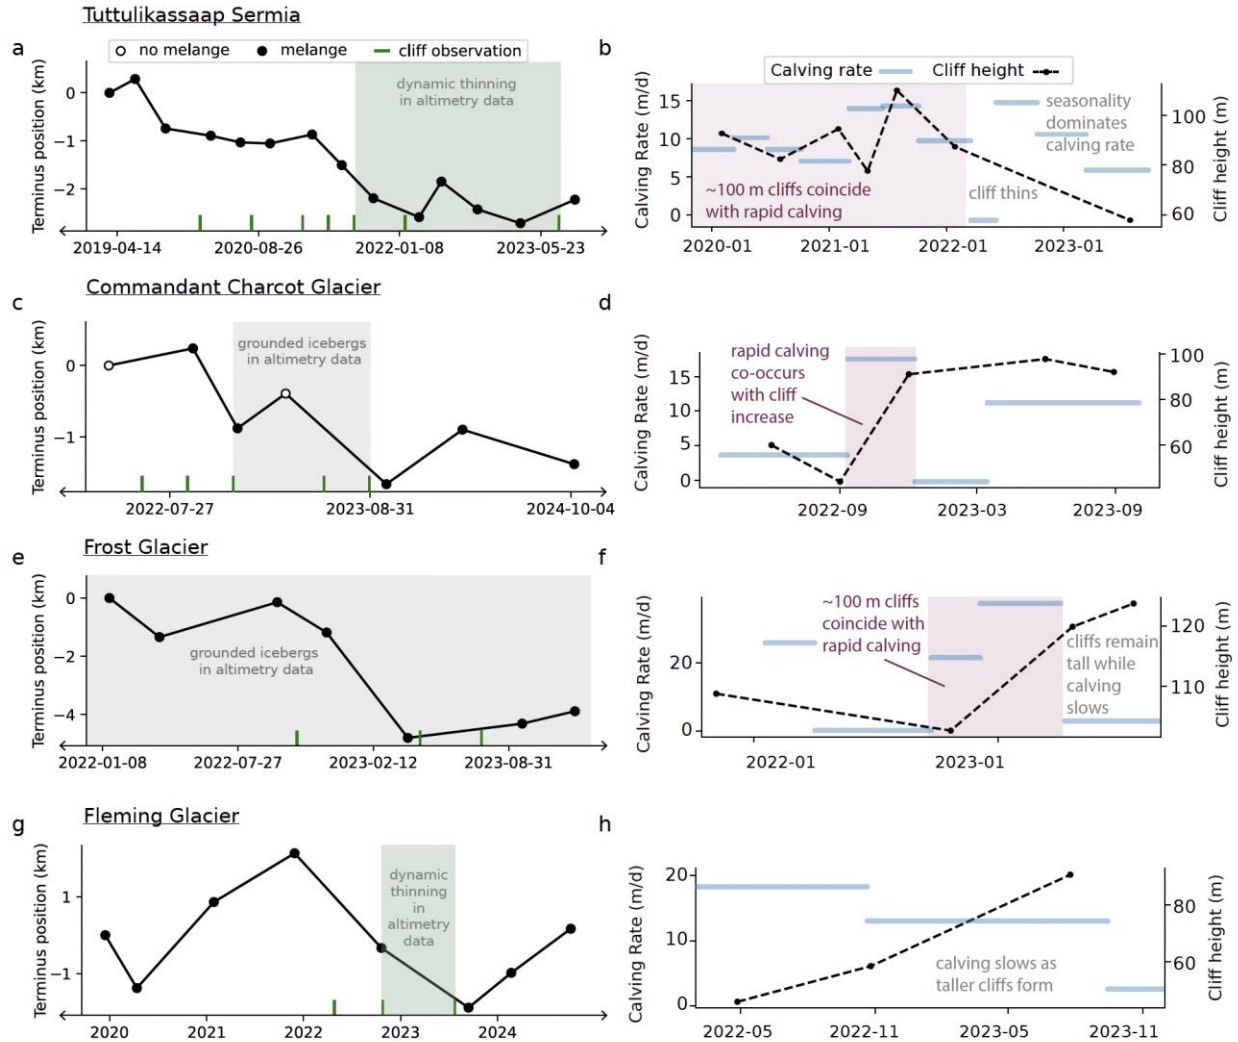 Tuttulikassaap Sermia
a
no melange
melange
cliff observation
Terminus position (km)
0
−1
−2
dynamic thinning
in altimetry data
2019-04-14
2020-08-26
2022-01-08
2023-05-23
b
Calving rate
Cliff height
Calving Rate (m/d)
15
10
5
0
~100 m cliffs coincide
with rapid calving
cliff thins
seasonality
dominates
calving rate
100
80
60
Cliff height (m)
2020-01
2021-01
2022-01
2023-01
Commandant Charcot Glacier
c
Terminus position (km)
0
−1
grounded icebergs
in altimetry data
2022-07-27
2023-08-31
2024-10-04
d
Calving Rate (m/d)
15
10
5
0
rapid calving
co-occurs
with cliff
increase
100
80
60
Cliff height (m)
2022-09
2023-03
2023-09
Frost Glacier
e
Terminus position (km)
0
−2
−4
grounded icebergs
in altimetry data
2022-01-08
2022-07-27
2023-02-12
2023-08-31
f
Calving Rate (m/d)
20
0
~100 m cliffs
coincide with
rapid calving
cliffs remain
tall while
calving
slows
120
110
Cliff height (m)
2022-01
2023-01
Fleming Glacier
g
Terminus position (km)
1
−1
dynamic
thinning
in
altimetry
data
2020
2021
2022
2023
2024
h
Calving Rate (m/d)
20
10
0
calving slows as
taller cliffs form
80
60
Cliff height (m)
2022-05
2022-11
2023-05
2023-11